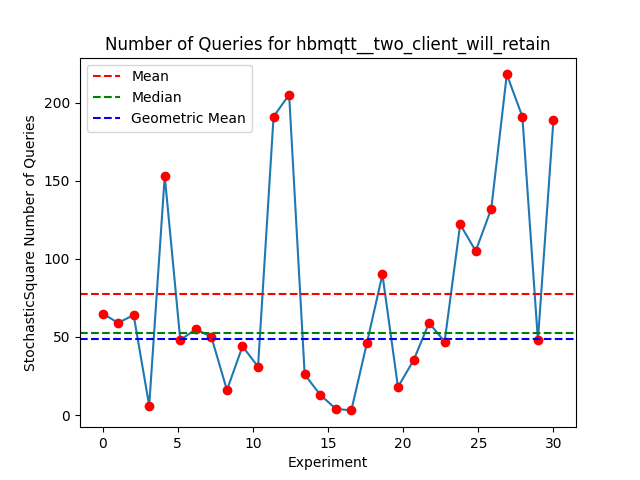 Number of Queries for hbmqtt__two_client_will_retain
Mean
Median
Geometric Mean
StochasticSquare Number of Queries
200
150
100
50
0
0 5 10 15 20 25 30
Experiment